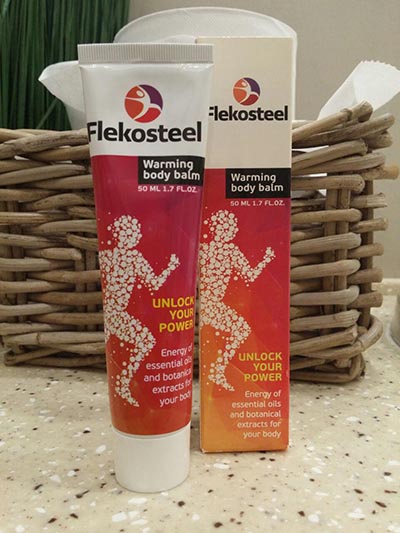 Flekosteel
Warming
body balm
50 ML 1.7 FL.OZ.
UNLOCK
YOUR
POWER
Energy of
essential oils
and botanical
extracts for
your body
Flekosteel
Warming
body balm
50 ML 1.7 FL.OZ.
UNLOCK
YOUR
POWER
Energy of
essential oils
and botanical
extracts for
your body